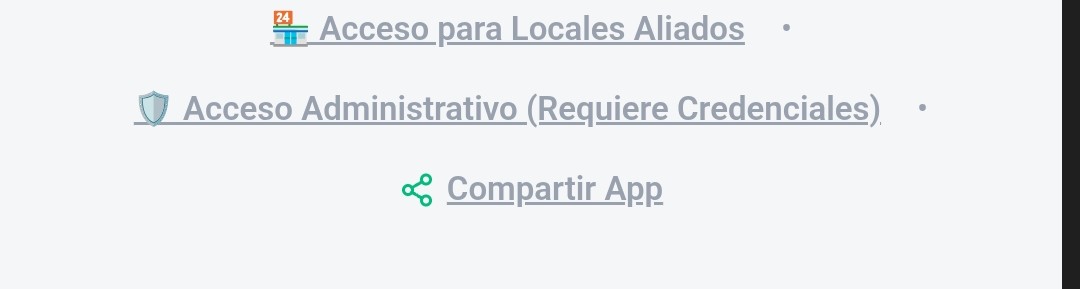 Acceso para Locales Aliados •
Acceso Administrativo (Requiere Credenciales) •
Compartir App